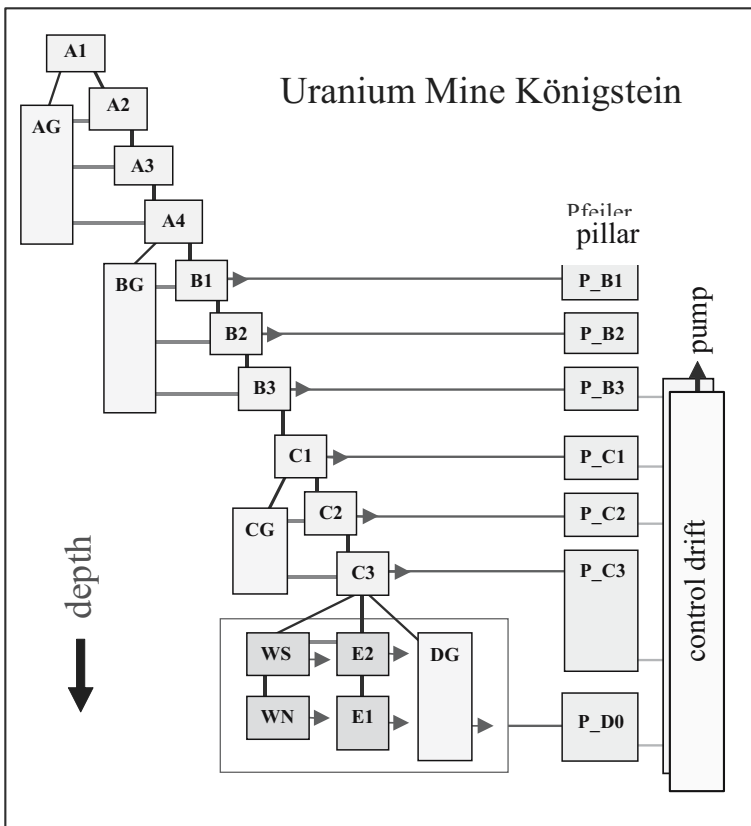 A1
Uranium Mine Königstein
A2
AG
A3
A4
Pfeiler
pillar
BG
B1
P_B1
B2
P_B2
pump
B3
P_B3
C1
P_C1
CG
C2
P_C2
C3
P_C3
depth
control drift
WS
E2
DG
WN
E1
P_D0